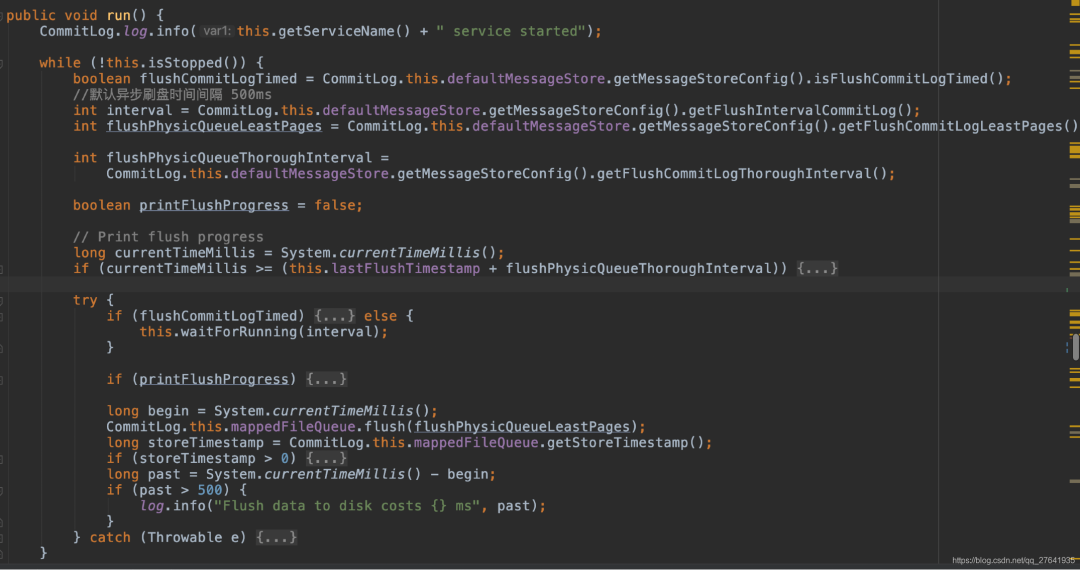 public void run() {
CommitLog.log.info( var1: this.getServiceName() + " service started");
while (!this.isStopped()) {
boolean flushCommitLogTimed = CommitLog.this.defaultMessageStore.getMessageStoreConfig().isFlushCommitLogTimed();
//默认异步刷盘时间间隔 500ms
int interval = CommitLog.this.defaultMessageStore.getMessageStoreConfig().getFlushIntervalCommitLog();
int flushPhysicQueueLeastPages = CommitLog.this.defaultMessageStore.getMessageStoreConfig().getFlushCommitLogLeastPages()
int flushPhysicQueueThoroughInterval =
CommitLog.this.defaultMessageStore.getMessageStoreConfig().getFlushCommitLogThoroughInterval();
boolean printFlushProgress = false;
// Print flush progress
long currentTimeMillis = System.currentTimeMillis();
if (currentTimeMillis >= (this.lastFlushTimestamp + flushPhysicQueueThoroughInterval)) {...}
try {
if (flushCommitLogTimed) {...} else {
this.waitForRunning(interval);
}
if (printFlushProgress) {...}
long begin = System.currentTimeMillis();
CommitLog.this.mappedFileQueue.flush(flushPhysicQueueLeastPages);
long storeTimestamp = CommitLog.this.mappedFileQueue.getStoreTimestamp();
if (storeTimestamp > 0) {...}
long past = System.currentTimeMillis() - begin;
if (past > 500) {
log.info("Flush data to disk costs {} ms", past);
}
} catch (Throwable e) {...}
}
https://blog.csdn.net/qq_27641935